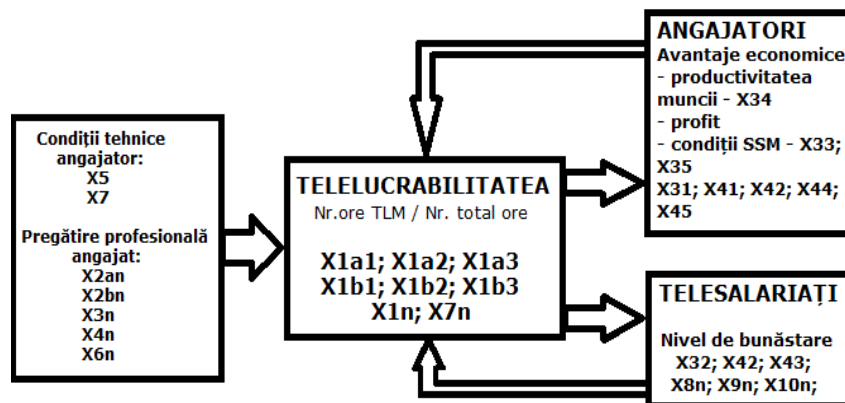 Condiții tehnice
angajator:
X5
X7
Pregătire profesională
angajat:
X2an
X2bn
X3n
X4n
X6n
TELELUCRABILITATEA
Nr.ore TLM / Nr. total ore
X1a1; X1a2; X1a3
X1b1; X1b2; X1b3
X1n; X7n
ANGAJATORI
Avantaje economice
- productivitatea
muncii - X34
- profit
- condiții SSM - X33;
X35
X31; X41; X42; X44;
X45
TELESALARIAȚI
Nivel de bunăstare
X32; X42; X43;
X8n; X9n; X10n;